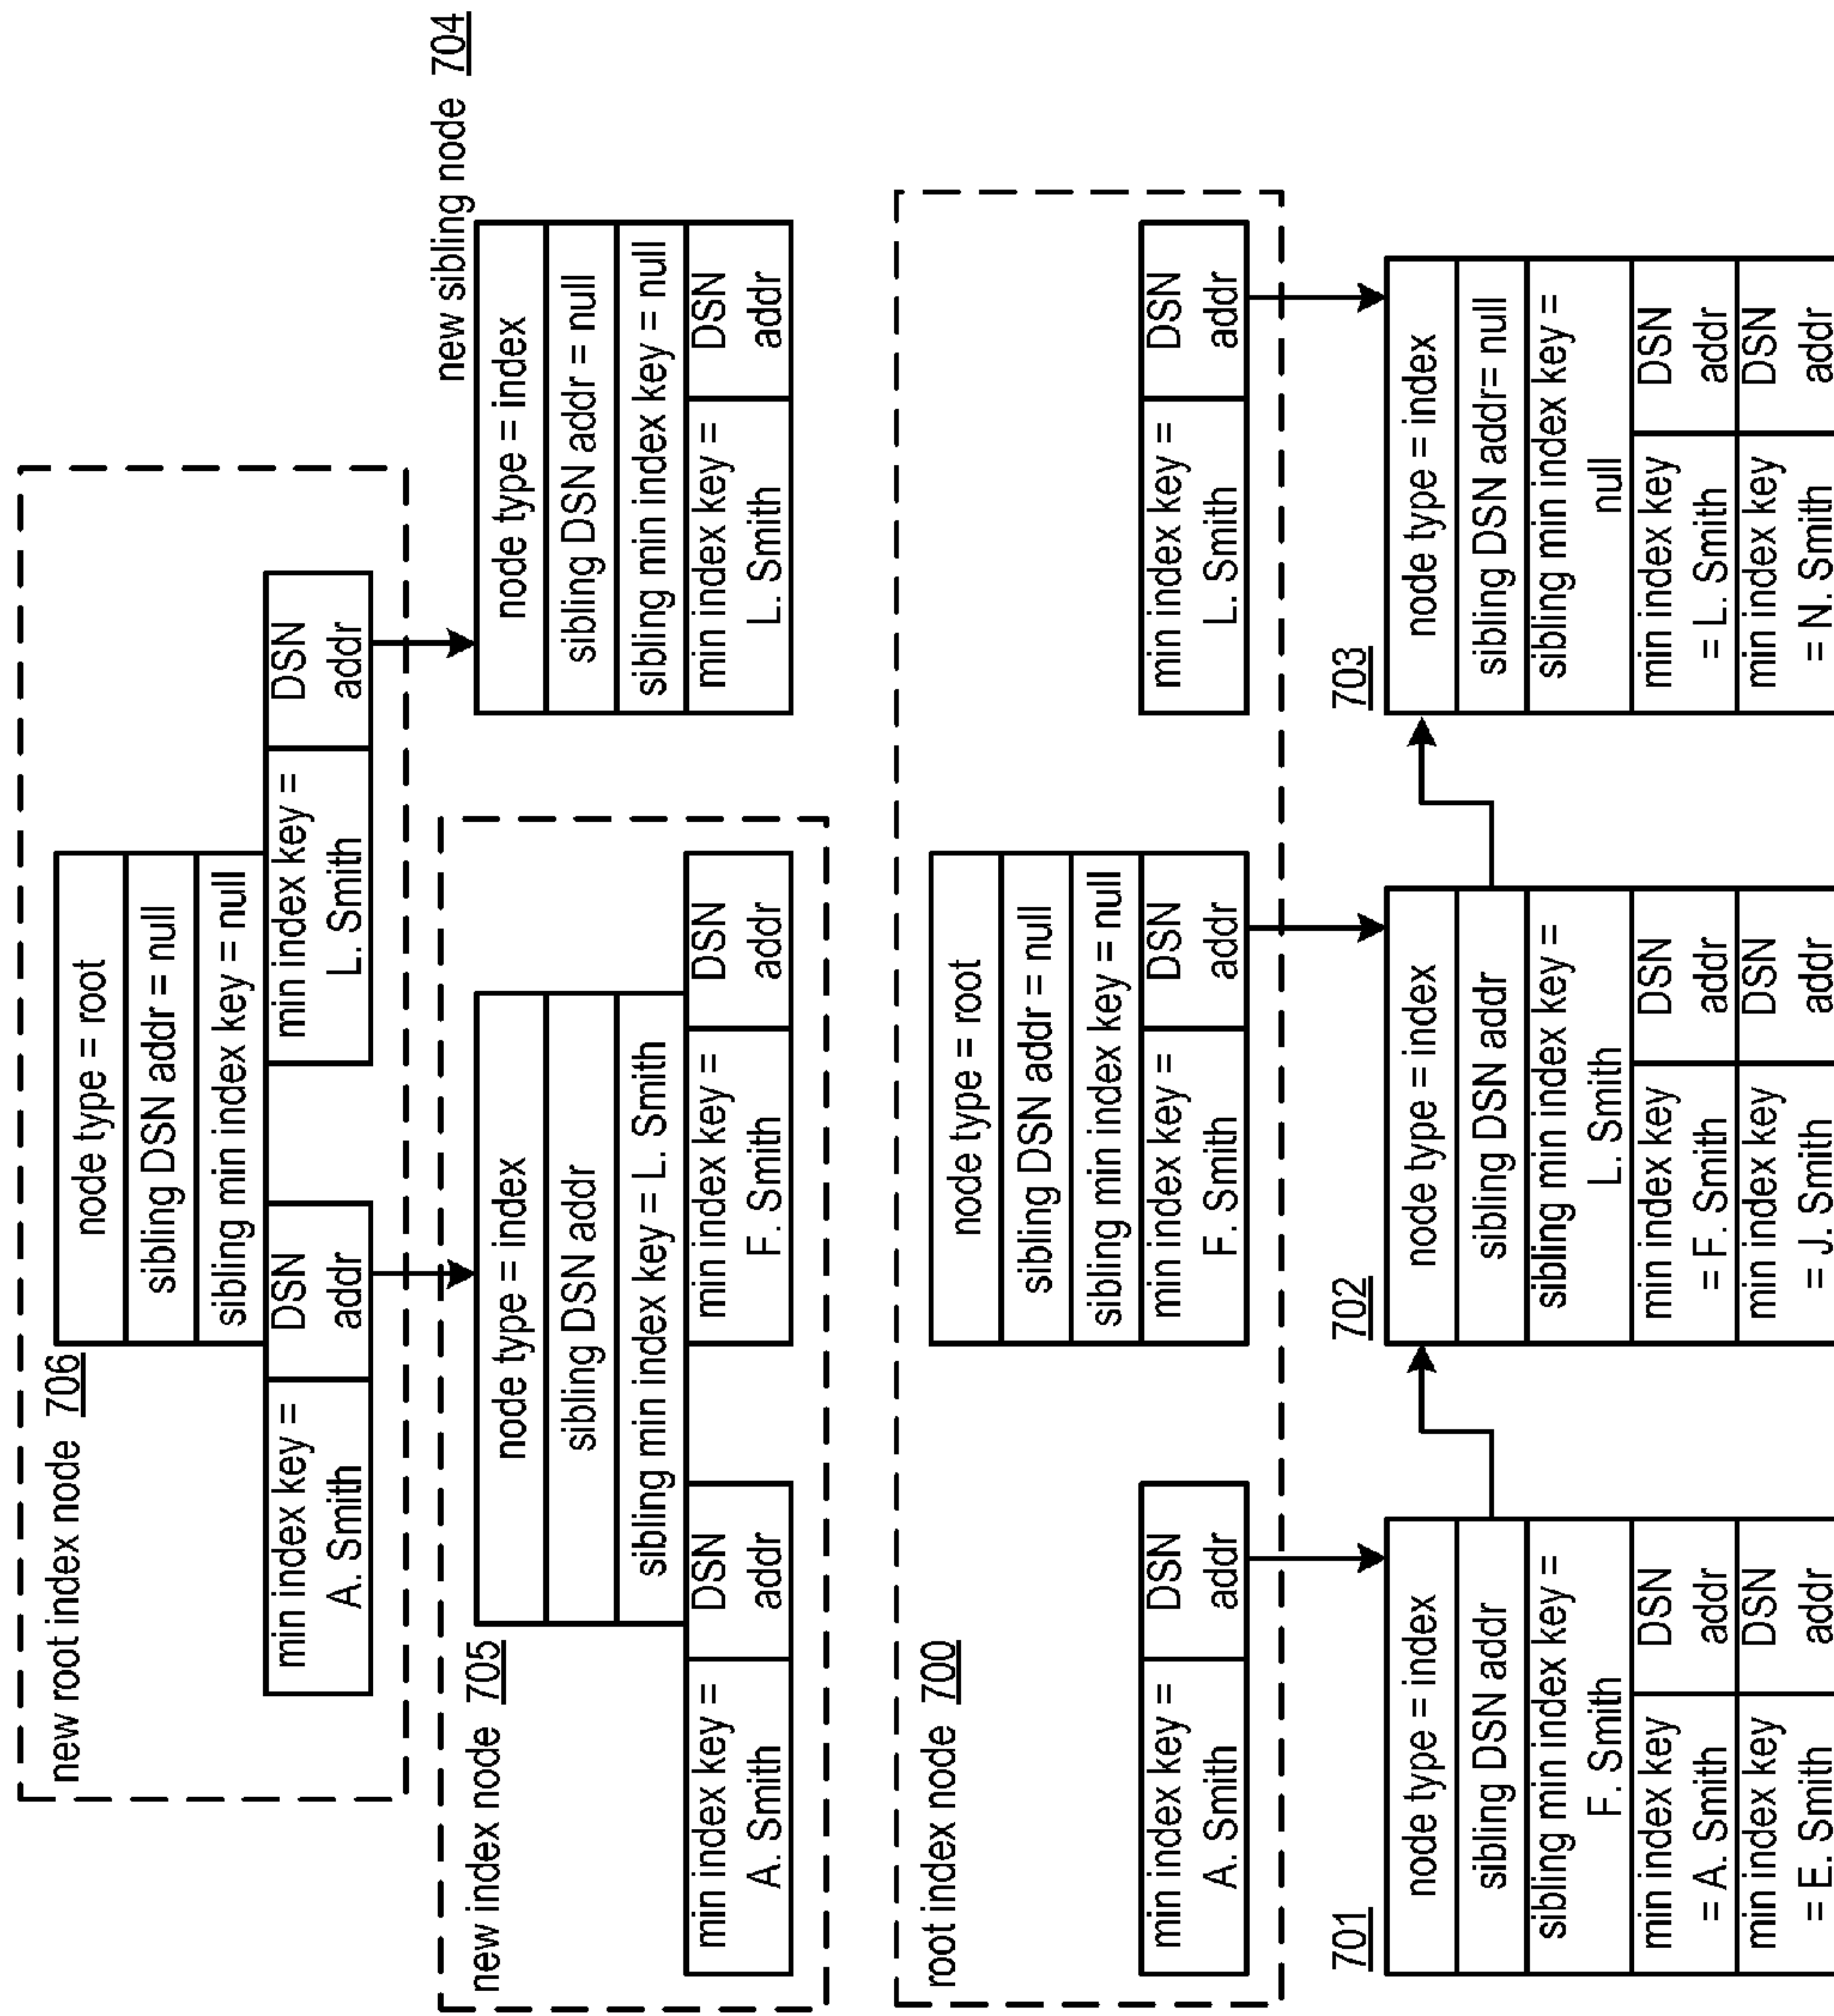 new root index node 706
node type = root
sibling DSN addr = null
sibling min index key = null
min index key =
A. Smith
DSN
addr
min index key =
L. Smith
DSN
addr
new index node 705
node type = index
sibling DSN addr
sibling min index key = L. Smith
min index key =
A. Smith
DSN
addr
min index key =
F. Smith
DSN
addr
new sibling node 704
node type = index
sibling DSN addr = null
sibling min index key = null
min index key =
L. Smith
DSN
addr
root index node 700
node type = root
sibling DSN addr = null
sibling min index key = null
min index key =
A. Smith
DSN
addr
min index key =
F. Smith
DSN
addr
min index key =
L. Smith
DSN
addr
701
node type = index
sibling DSN addr
sibling min index key =
F. Smith
min index key
= A. Smith
DSN
addr
min index key
= E. Smith
DSN
addr
702
node type = index
sibling DSN addr
sibling min index key =
L. Smith
min index key
= F. Smith
DSN
addr
min index key
= J. Smith
DSN
addr
703
node type = index
sibling DSN addr= null
sibling min index key =
null
min index key
= L. Smith
DSN
addr
min index key
= N. Smith
DSN
addr